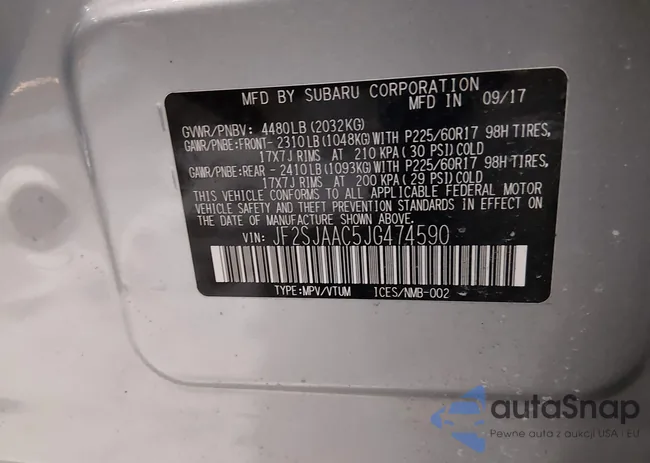 MFD BY SUBARU CORPORATION
MFD IN 09/17
GVWR/PNBV: 4480LB(2032KG)
GAWR/PNBE:FRONT-2310LB(1048KG)WITH P225/60R17 98H TIRES,
17X7J RIMS AT 210 KPA(30 PSI)COLD
GAWR/PNBE:REAR -2410LB(1093KG)WITH P225/60R17 98H TIRES,
17X7J RIMS AT 200 KPA(29 PSI)COLD
THIS VEHICLE CONFORMS TO ALL APPLICABLE FEDERAL MOTOR
VEHICLE SAFETY AND THEFT PREVENTION STANDARDS IN EFFECT ON
THE DATE OF MANUFACTURE SHOWN ABOVE.
VIN: JF2SJAAC5JG474590
TYPE:MPV/VTUM ICES/NMB-002
autaSnap
Pewne auta z aukcji USA - EU